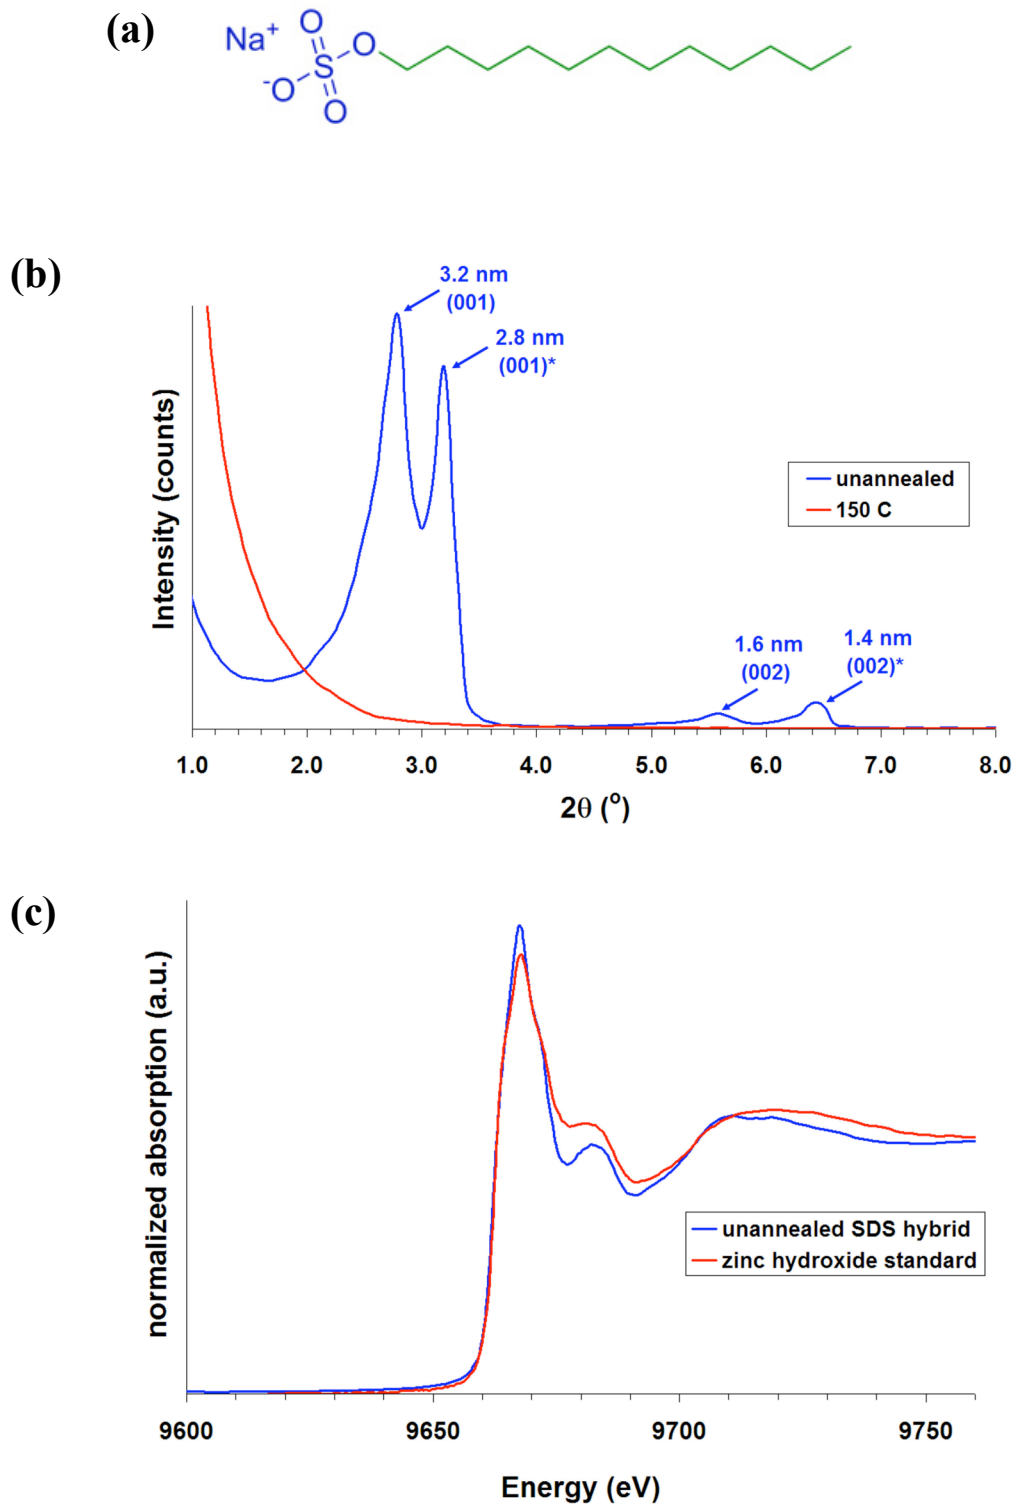 (a)
Na+
O
S
O
-O
O
(b)
3.2 nm
(001)
2.8 nm
(001)*
Intensity (counts)
unannealed
150 C
1.6 nm
(002)
1.4 nm
(002)*
1.0 2.0 3.0 4.0 5.0 6.0 7.0 8.0
2θ (o)
(c)
normalized absorption (a.u.)
unannealed SDS hybrid
zinc hydroxide standard
9600 9650 9700 9750
Energy (eV)